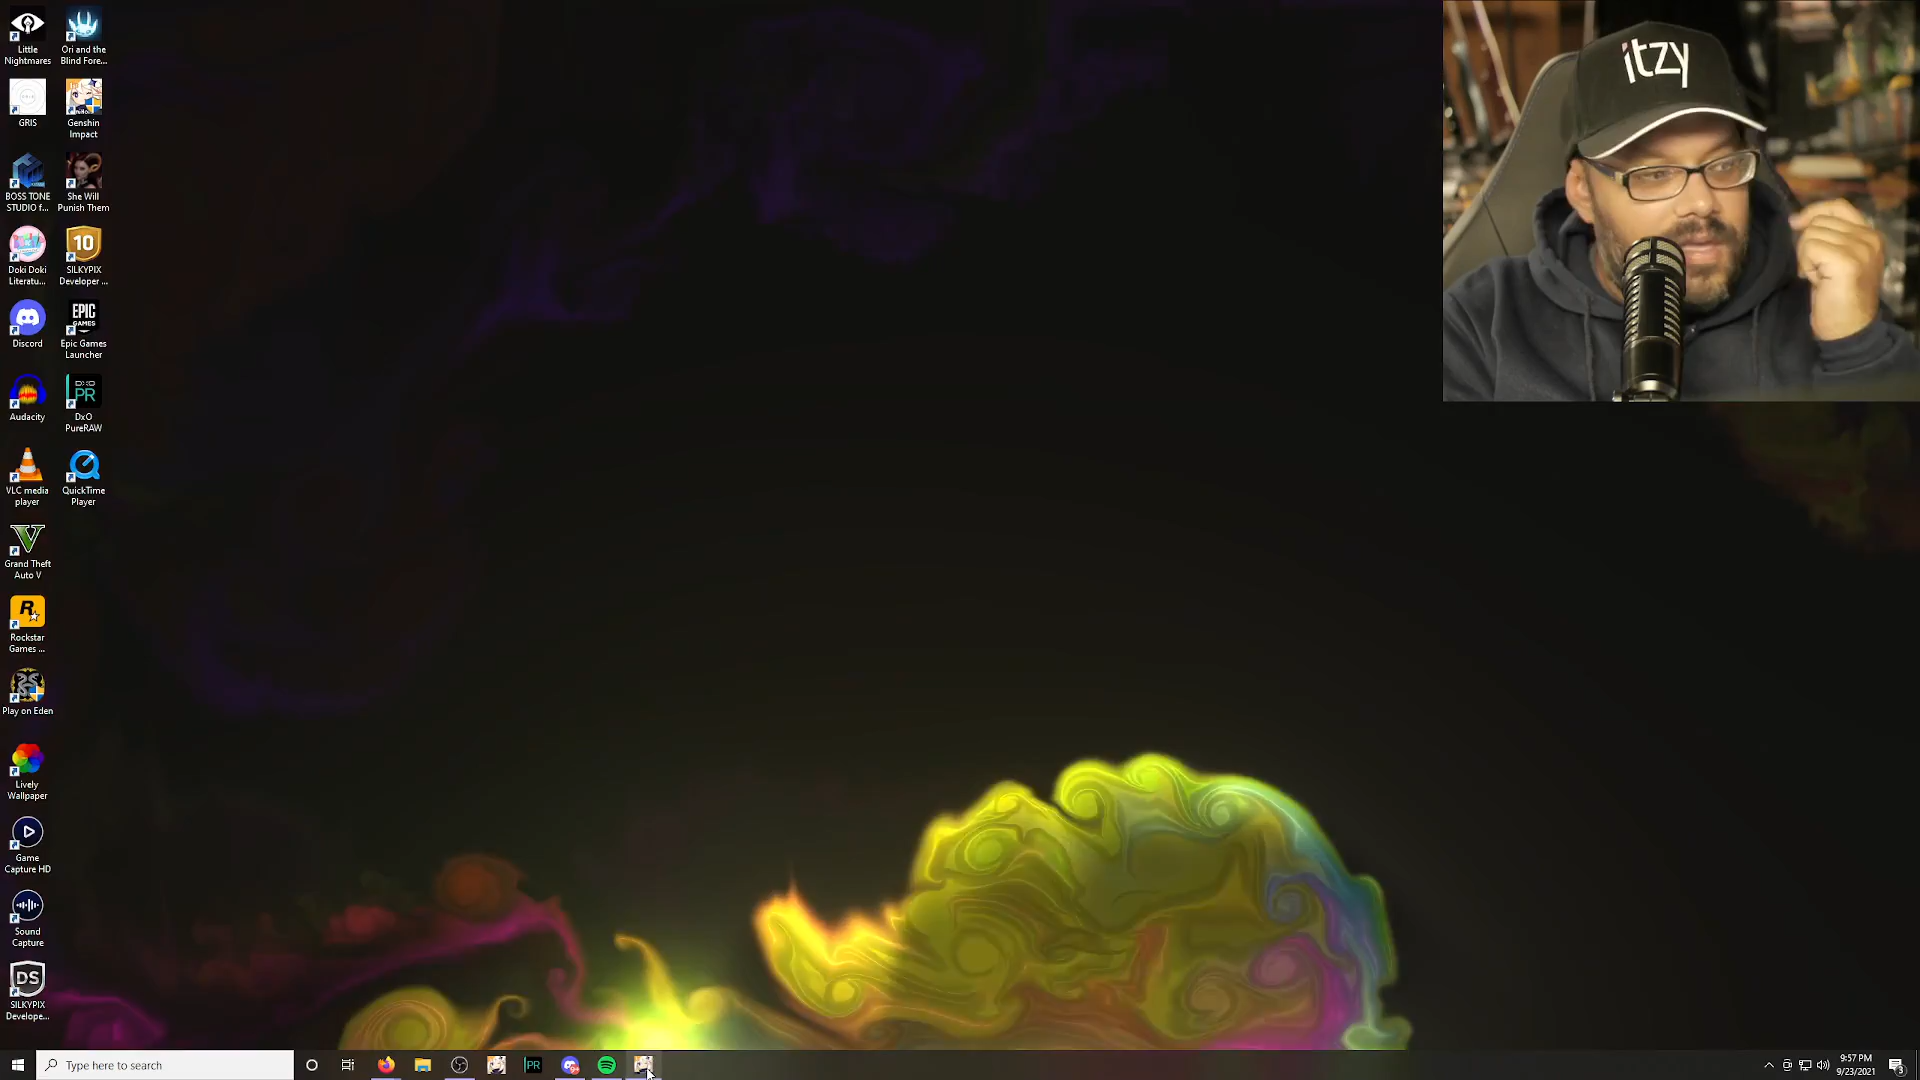 Little
Nightmares
Ori and the
Blind Fore...
GRIS
Genshin
Impact
BOSS TONE
STUDIO f...
She Will
Punish Them
Doki Doki
Literatu...
10
SILKYPIX
Developer ...
Discord
EPIC
GAMES
Epic Games
Launcher
Audacity
DXO
PR
DxO
PureRAW
VLC media
player
QuickTime
Player
V
Grand Theft
Auto V
R
Rockstar
Games ...
Play on Eden
Lively
Wallpaper
Game
Capture HD
Sound
Capture
DS
SILKYPIX
Develope...
itzy
Type here to search
PR
9:57 PM
9/23/2021
3